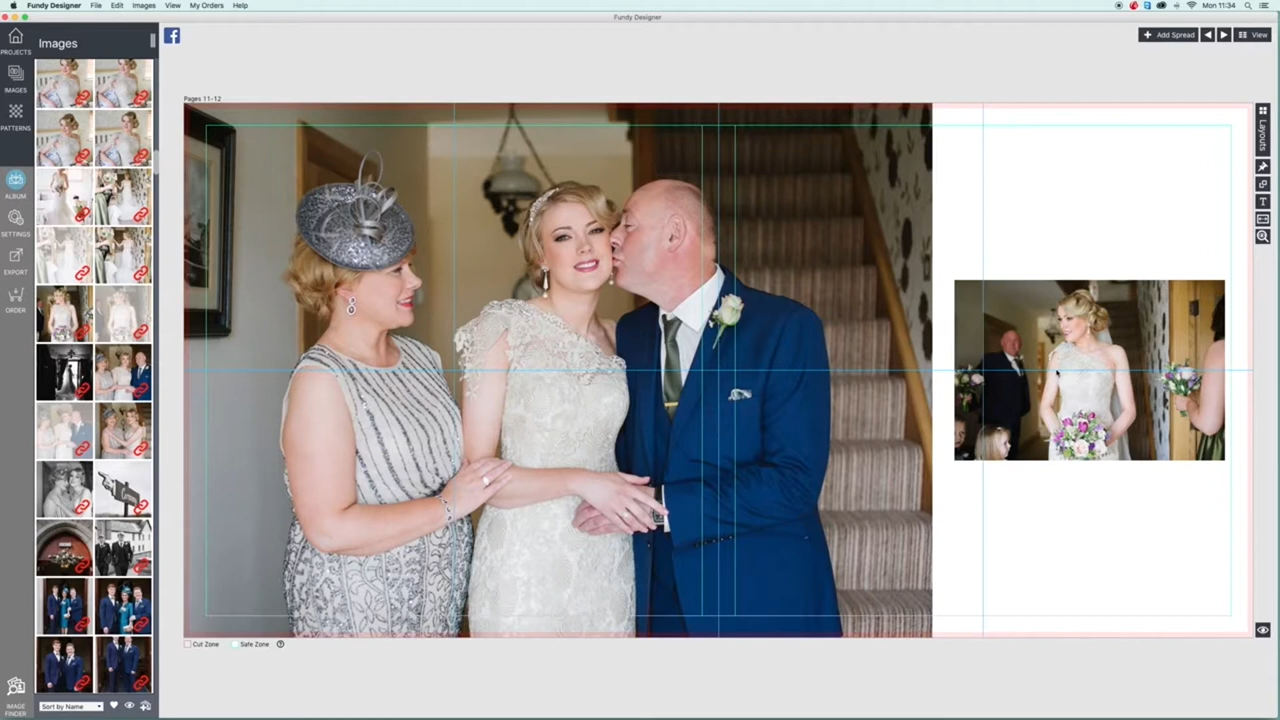 Fundy Designer File Edit Images View My Orders Help
Mon 11:34
Fundy Designer
PROJECTS
IMAGES
PATTERNS
ALBUM
SETTINGS
EXPORT
ORDER
IMAGE
FINDER
Images
Sort by Name
f
+ Add Spread
View
Pages 11-12
Layouts
T
Cut Zone
Safe Zone
?